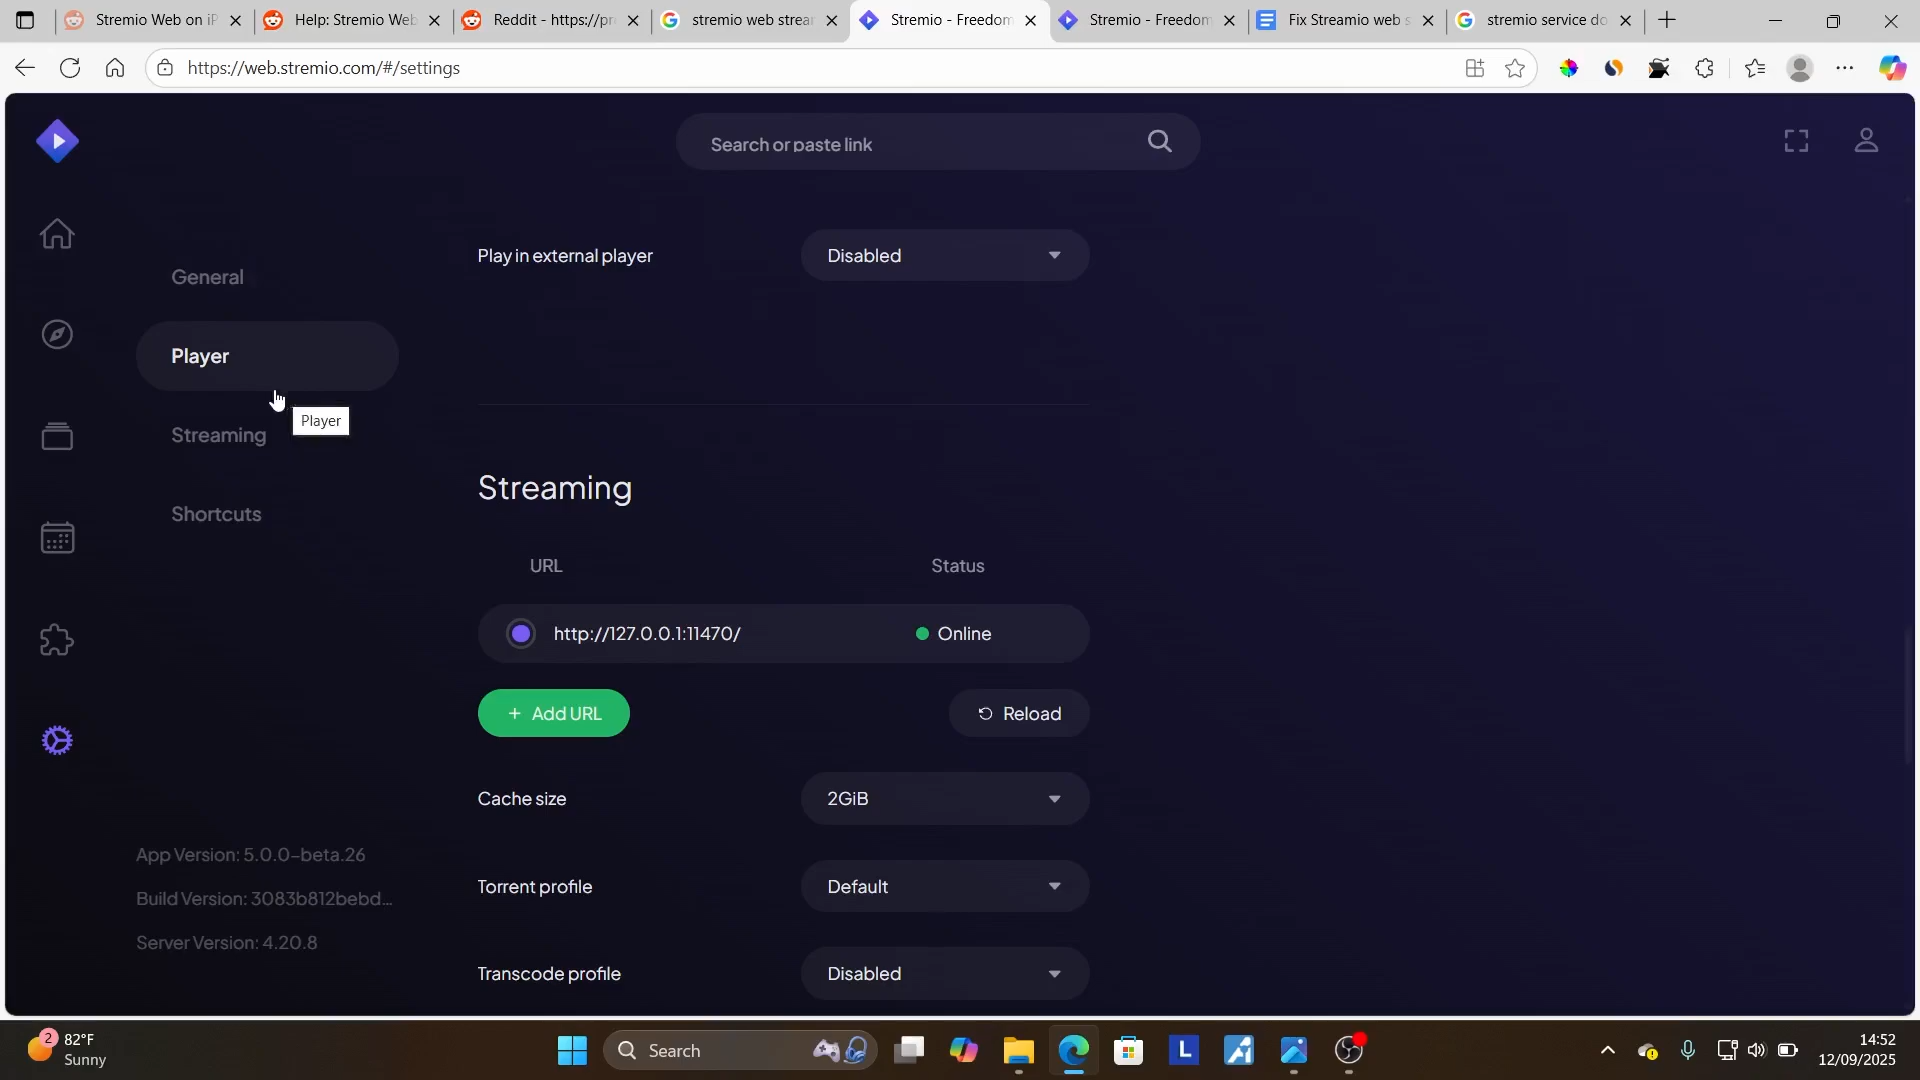 Stremio Web on iP
Help: Stremio Web
Reddit - https://pr
stremio web strea
Stremio - Freedom
Stremio - Freedom
Fix Streamio web s
stremio service do
https://web.stremio.com/#/settings
Search or paste link
General
Player
Player
Streaming
Shortcuts
App Version: 5.0.0-beta.26
Build Version: 3083b812bebd...
Server Version: 4.20.8
Play in external player
Disabled
Streaming
URL
Status
http://127.0.0.1:11470/
Online
+ Add URL
Reload
Cache size
2GiB
Torrent profile
Default
Transcode profile
Disabled
2
82°F
Sunny
Search
L
14:52
12/09/2025